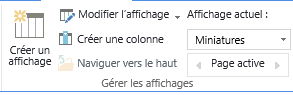 Créer un affichage
Modifier l'affichage
Créer une colonne
Naviguer vers le haut
Affichage actuel :
Miniatures
Page active
Gérer les affichages